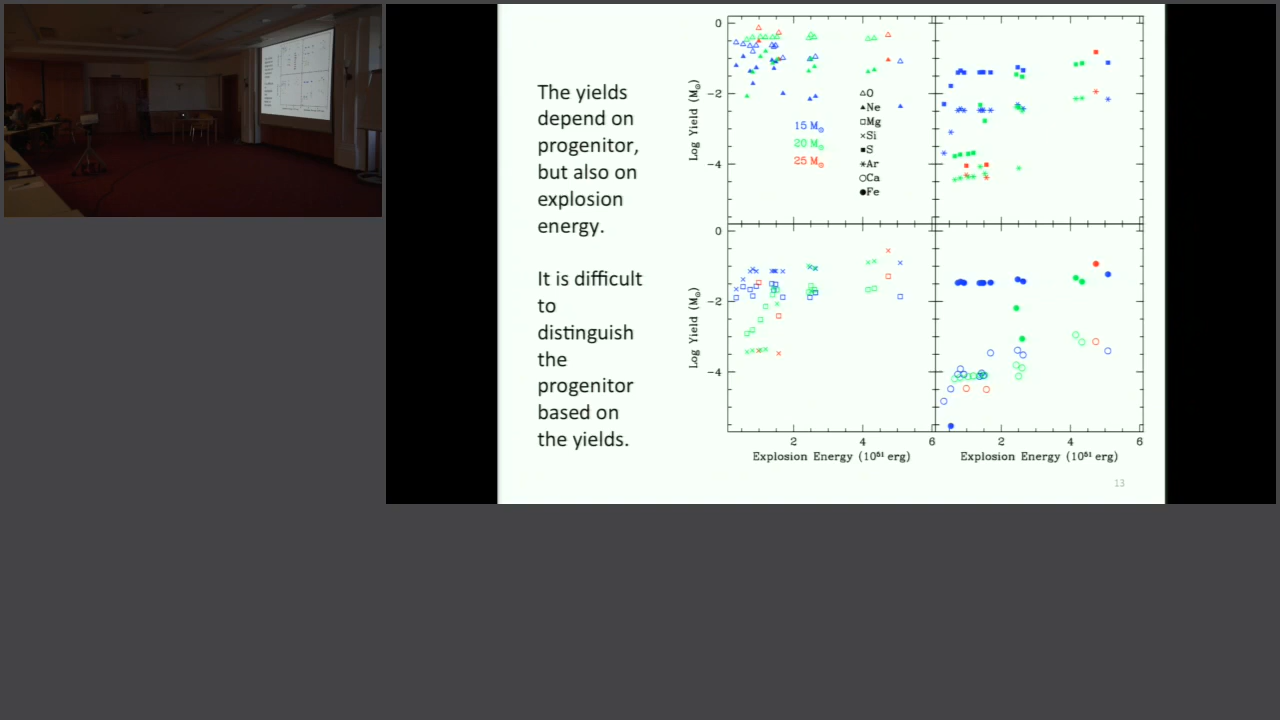 The yields
depend on
progenitor,
but also on
explosion
energy.
It is difficult
to
distinguish
the
progenitor
based on
the yields.
0
−2
−4
Log Yield (M⊙)
15 M⊙
20 M⊙
25 M⊙
O
Ne
Mg
Si
S
Ar
Ca
Fe
0
−2
−4
Log Yield (M⊙)
2 4 6
2 4 6
Explosion Energy (10⁵¹ erg)
Explosion Energy (10⁵¹ erg)
13